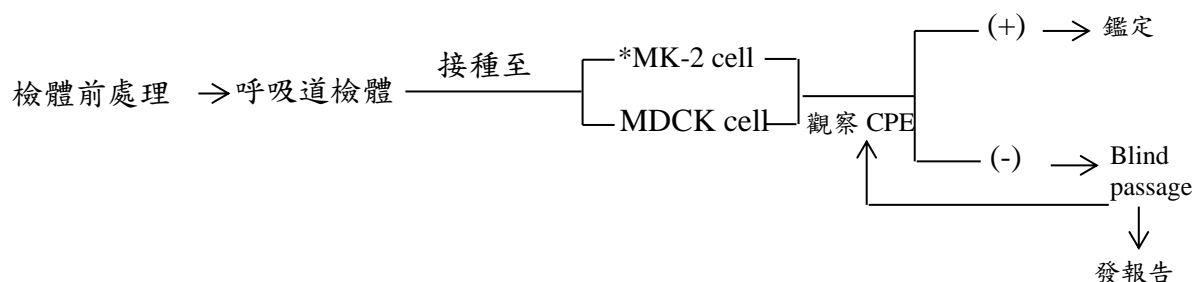 檢體前處理
呼吸道檢體
接種至
*MK-2 cell
MDCK cell
觀察 CPE
(+)
鑑定
(-)
Blind
passage
發報告